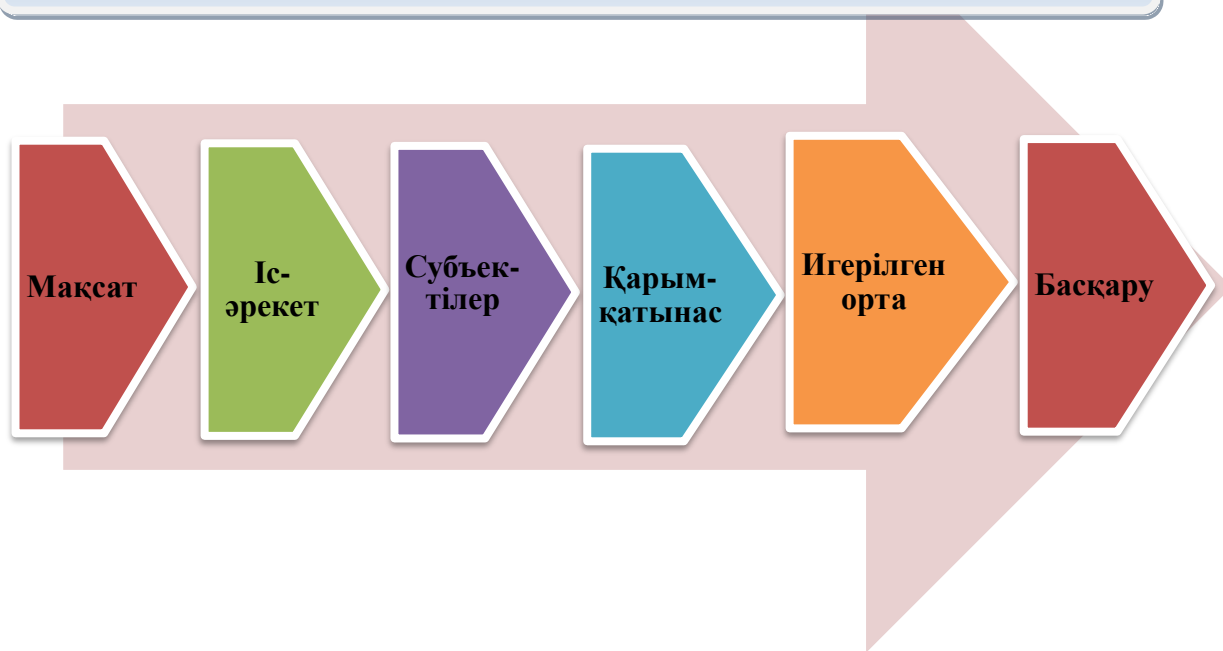 Мақсат
Іс-
әрекет
Субъек-
тілер
Қарым-
қатынас
Игерілген
орта
Басқару